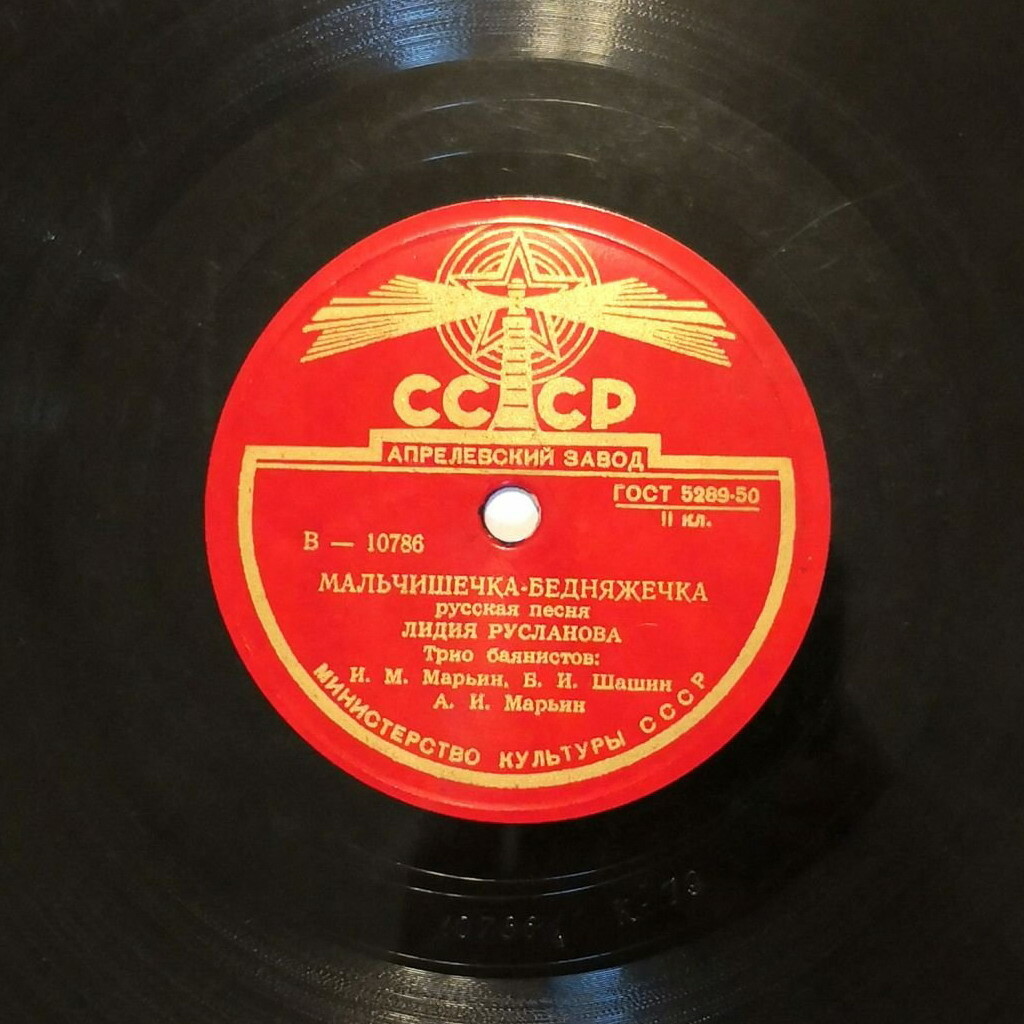 СССР
АПРЕЛЕВСКИЙ ЗАВОД
ГОСТ 5289-50
II кл.
В — 10786
МАЛЬЧИШЕЧКА-БЕДНЯЖЕЧКА
русская песня
ЛИДИЯ РУСЛАНОВА
Трио баянистов:
И. М. Марьин, Б. И. Шашин
А. И. Марьин
МИНИСТЕРСТВО КУЛЬТУРЫ СССР